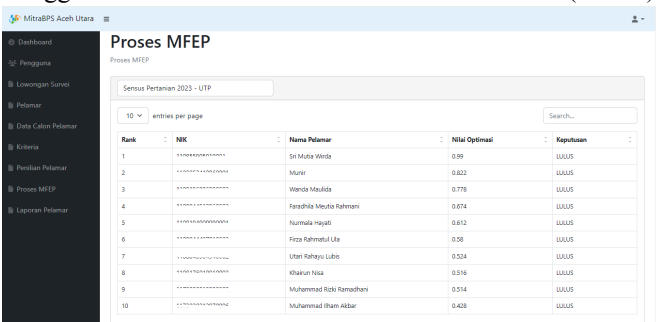 MitraBPS Aceh Utara
Dashboard
Pengguna
Lowongan Survei
Pelamar
Data Calon Pelamar
Kriteria
Penilian Pelamar
Proses MFEP
Laporan Pelamar
Proses MFEP
Proses MFEP
Sensus Pertanian 2023 - UTP
10 entries per page
Search...
Rank NIK Nama Pelamar Nilai Optimasi Keputusan
1 Sri Mutia Wirda 0.99 LULUS
2 Munir 0.822 LULUS
3 Wanda Maulida 0.778 LULUS
4 Faradhila Meutia Rahmani 0.674 LULUS
5 Nurmala Hayati 0.612 LULUS
6 Firza Rahmatul Ula 0.58 LULUS
7 Utari Rahayu Lubis 0.524 LULUS
8 Khairun Nisa 0.516 LULUS
9 Muhammad Rizki Ramadhani 0.514 LULUS
10 Muhammad Ilham Akbar 0.428 LULUS